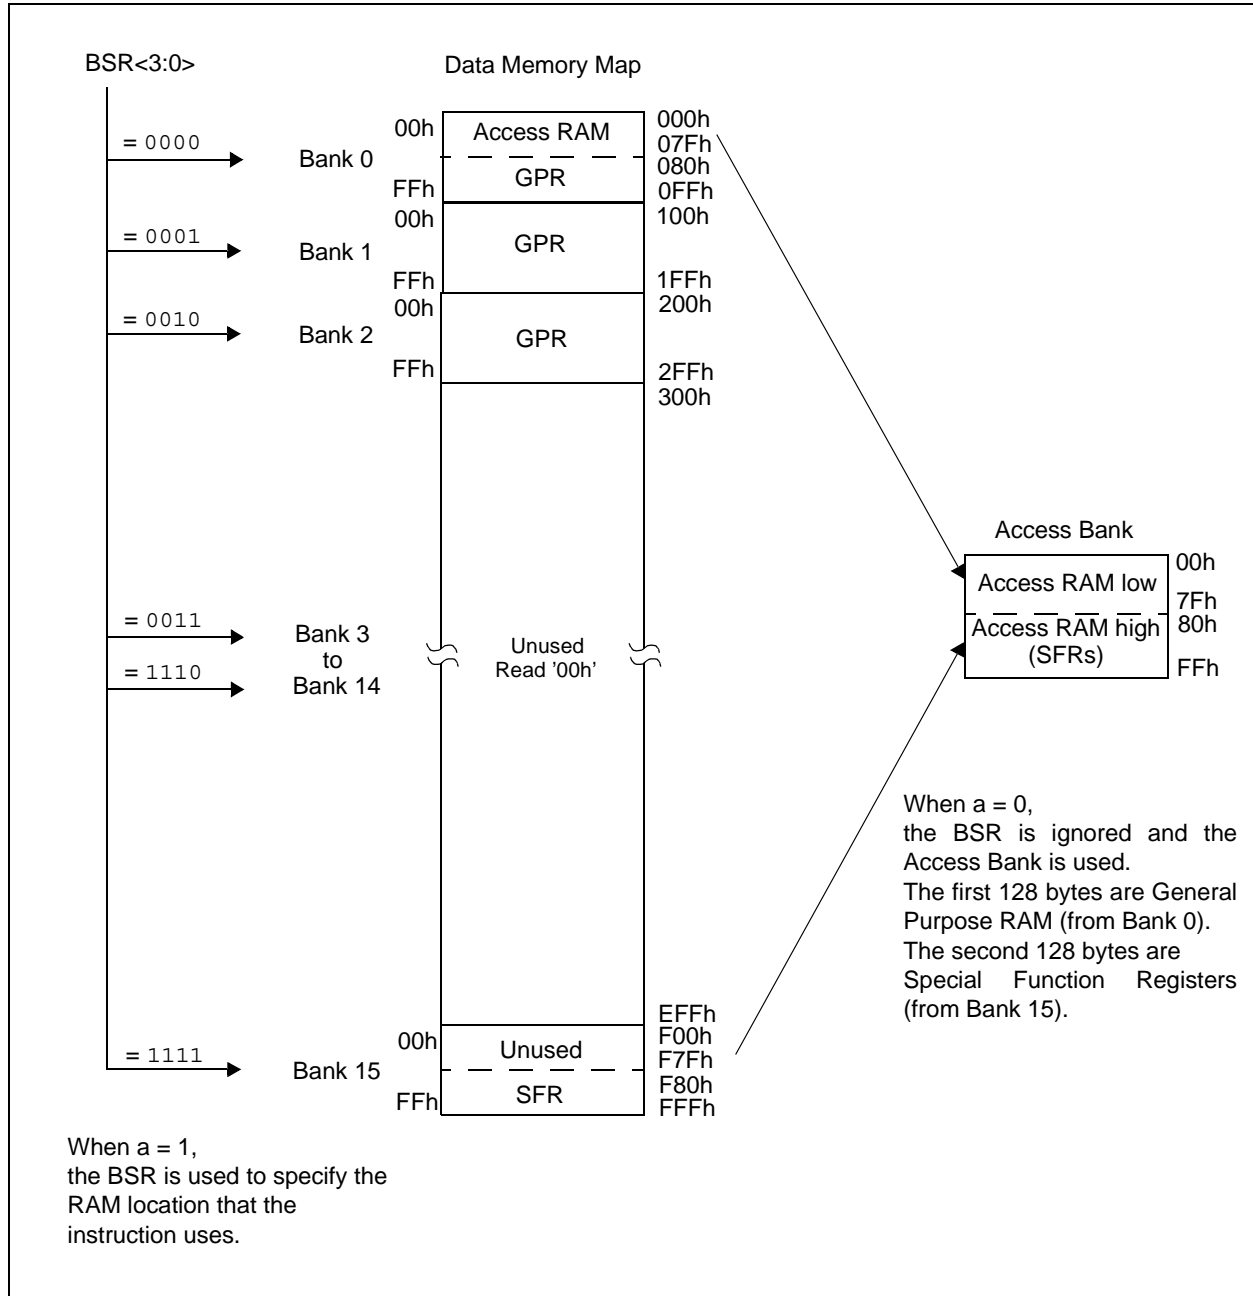 BSR<3:0>
Data Memory Map
= 0000
Bank 0
00h
Access RAM
000h
07Fh
080h
FFh
GPR
0FFh
= 0001
Bank 1
00h
GPR
100h
FFh
1FFh
= 0010
Bank 2
00h
GPR
200h
FFh
2FFh
300h
= 0011
= 1110
Bank 3
to
Bank 14
Unused
Read '00h'
Access Bank
00h
Access RAM low
7Fh
80h
Access RAM high
(SFRs)
FFh
When a = 0,
the BSR is ignored and the
Access Bank is used.
The first 128 bytes are General
Purpose RAM (from Bank 0).
The second 128 bytes are
Special Function Registers
(from Bank 15).
= 1111
Bank 15
00h
Unused
EFFh
F00h
F7Fh
F80h
FFh
SFR
FFFh
When a = 1,
the BSR is used to specify the
RAM location that the
instruction uses.